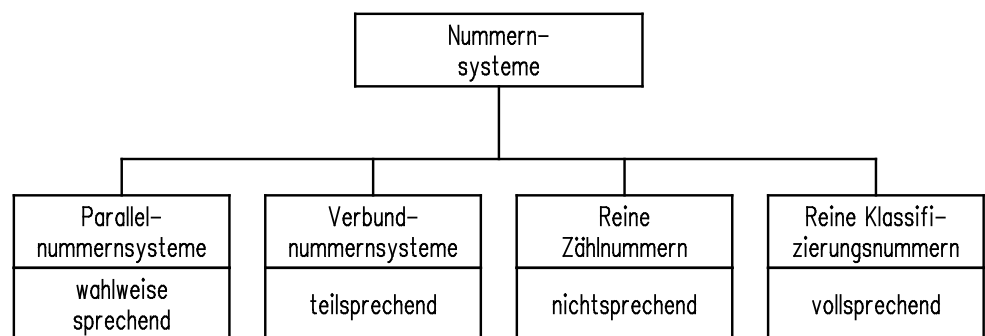 Nummern-
systeme
Parallel-
nummernsysteme
wahlweise
sprechend
Verbund-
nummernsysteme
teilsprechend
Reine
Zählnummern
nichtsprechend
Reine Klassifi-
zierungsnummern
vollsprechend